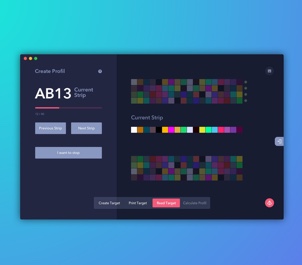 Create Profil
AB13
Current
Strip
Current Strip
Previous Strip
Next Strip
I want to stop
Create Target
Print Target
Read Target
Calculate Profil